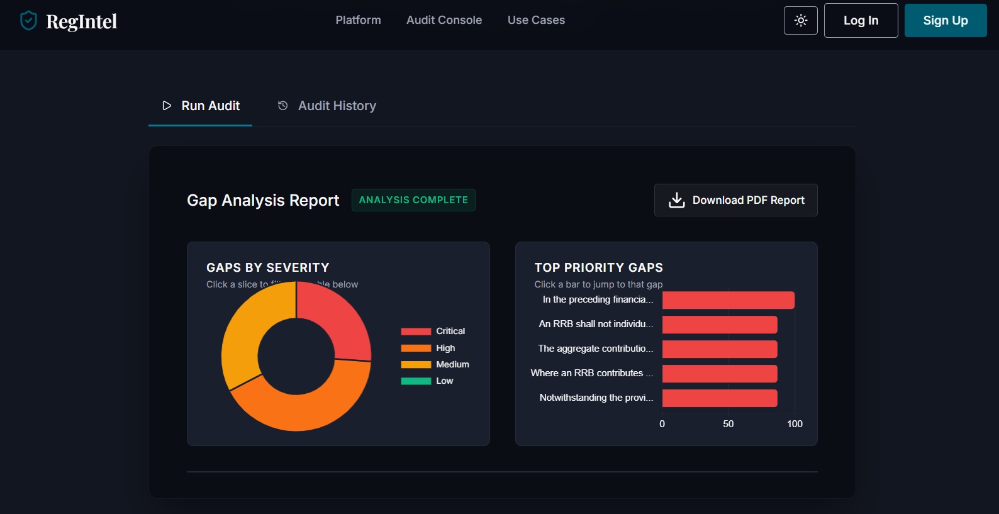 RegIntel
Platform
Audit Console
Use Cases
Log In
Sign Up
Run Audit
Audit History
Gap Analysis Report
ANALYSIS COMPLETE
Download PDF Report
GAPS BY SEVERITY
Click a slice to below
Critical
High
Medium
Low
TOP PRIORITY GAPS
Click a bar to jump to that gap
In the preceding financia...
An RRB shall not individu...
The aggregate contributio...
Where an RRB contributes ...
Notwithstanding the provi...
0 50 100